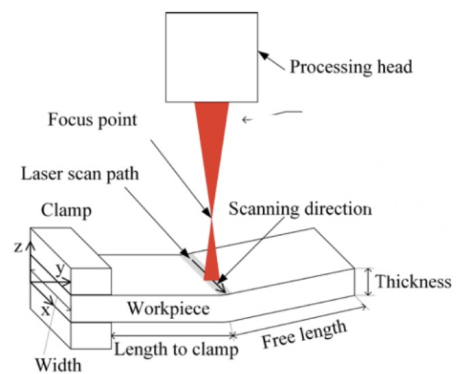 Processing head
Focus point
Laser scan path
Scanning direction
Clamp
z
y
x
Workpiece
Thickness
Length to clamp
Free length
Width